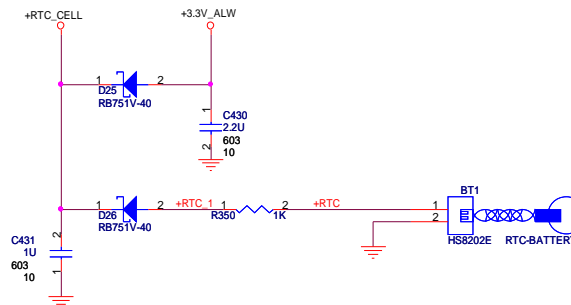 +RTC_CELL
+3.3V_ALW
1
2
D25
RB751V-40
1
C430
2.2U
603
10
2
1
2
+RTC_1
1
2
+RTC
D26
RB751V-40
R350
1K
BT1
1
2
HS8202E
RTC-BATTERY
C431
1U
603
10
2
1